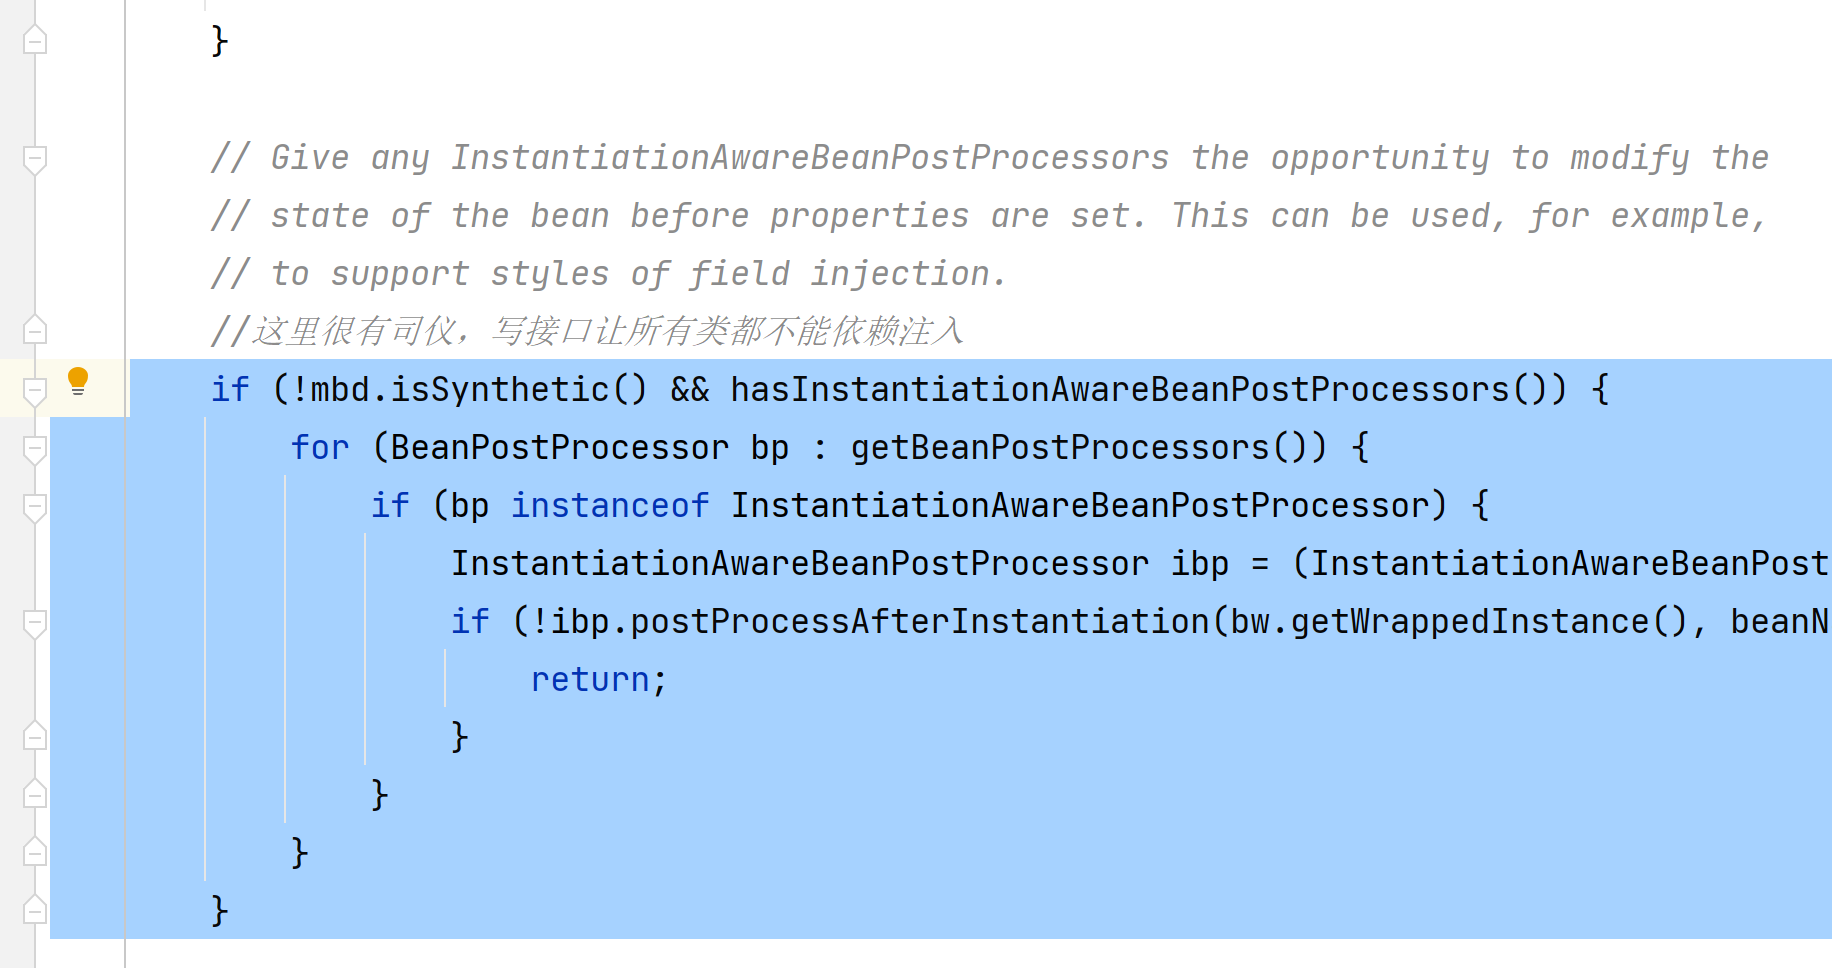 }
// Give any InstantiationAwareBeanPostProcessors the opportunity to modify the
// state of the bean before properties are set. This can be used, for example,
// to support styles of field injection.
//这里很有司仪，写接口让所有类都不能依赖注入
if (!mbd.isSynthetic() && hasInstantiationAwareBeanPostProcessors()) {
for (BeanPostProcessor bp : getBeanPostProcessors()) {
if (bp instanceof InstantiationAwareBeanPostProcessor) {
InstantiationAwareBeanPostProcessor ibp = (InstantiationAwareBeanPost
if (!ibp.postProcessAfterInstantiation(bw.getWrappedInstance(), beanN
return;
}
}
}
}